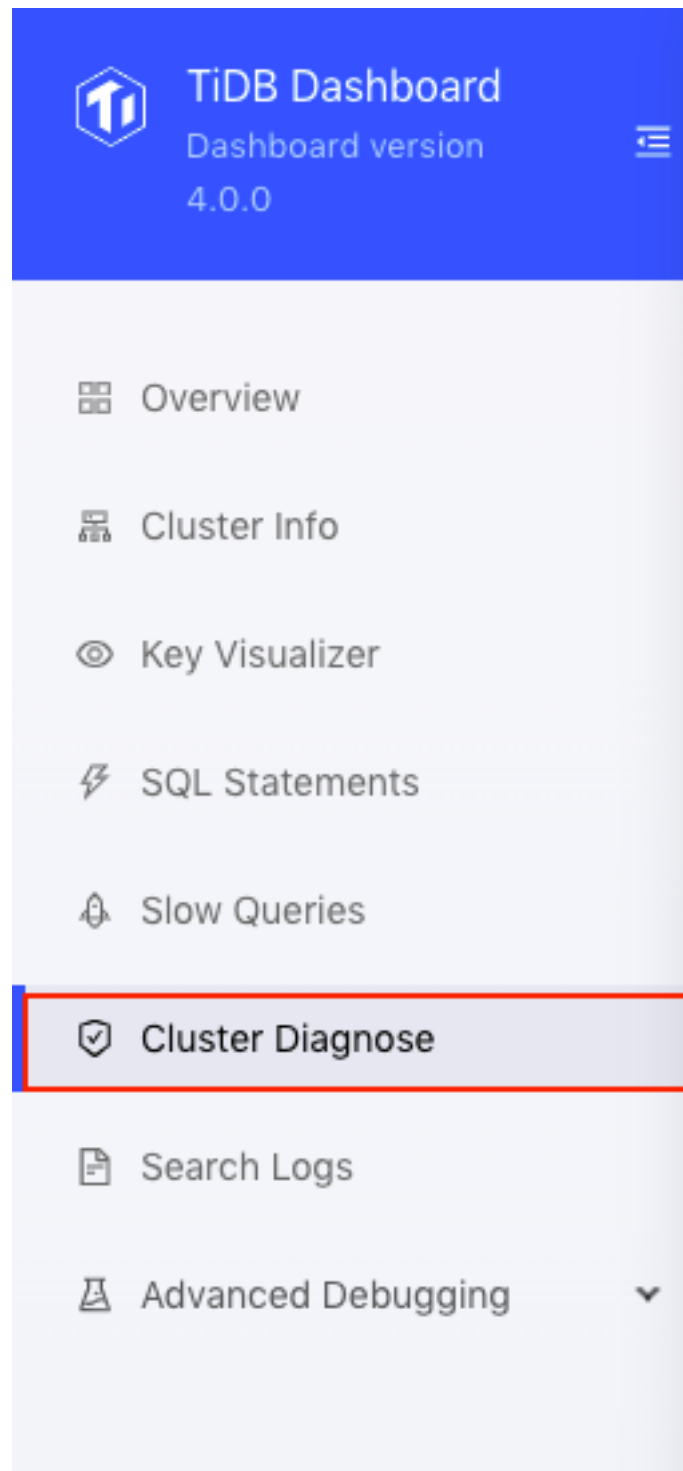 TiDB Dashboard
Dashboard version
4.0.0
Overview
Cluster Info
Key Visualizer
SQL Statements
Slow Queries
Cluster Diagnose
Search Logs
Advanced Debugging